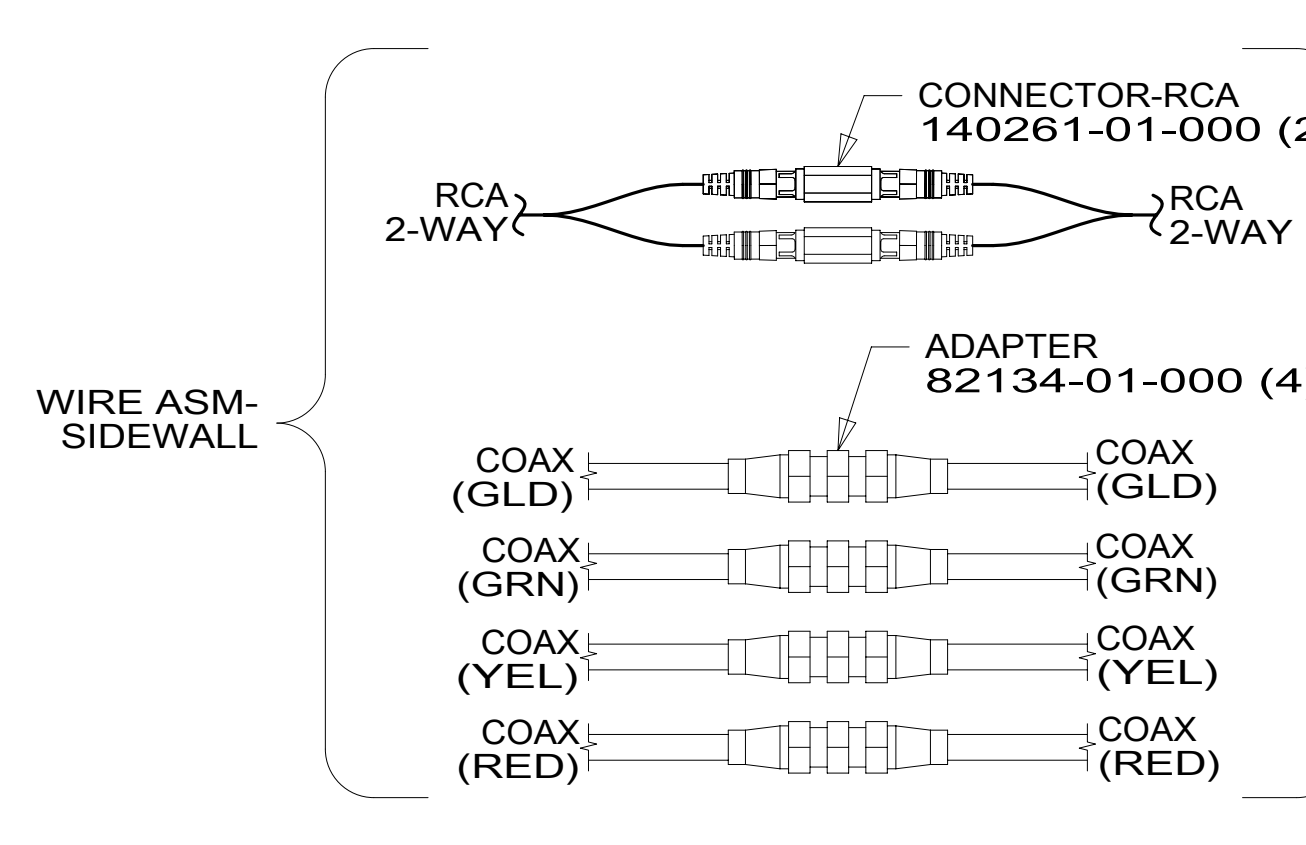 CONNECTOR-RCA
140261-01-000 (2
RCA
2-WAY
RCA
2-WAY
ADAPTER
82134-01-000 (4
WIRE ASM-
SIDEWALL
COAX
(GLD)
COAX
(GLD)
COAX
(GRN)
COAX
(GRN)
COAX
(YEL)
COAX
(YEL)
COAX
(RED)
COAX
(RED)